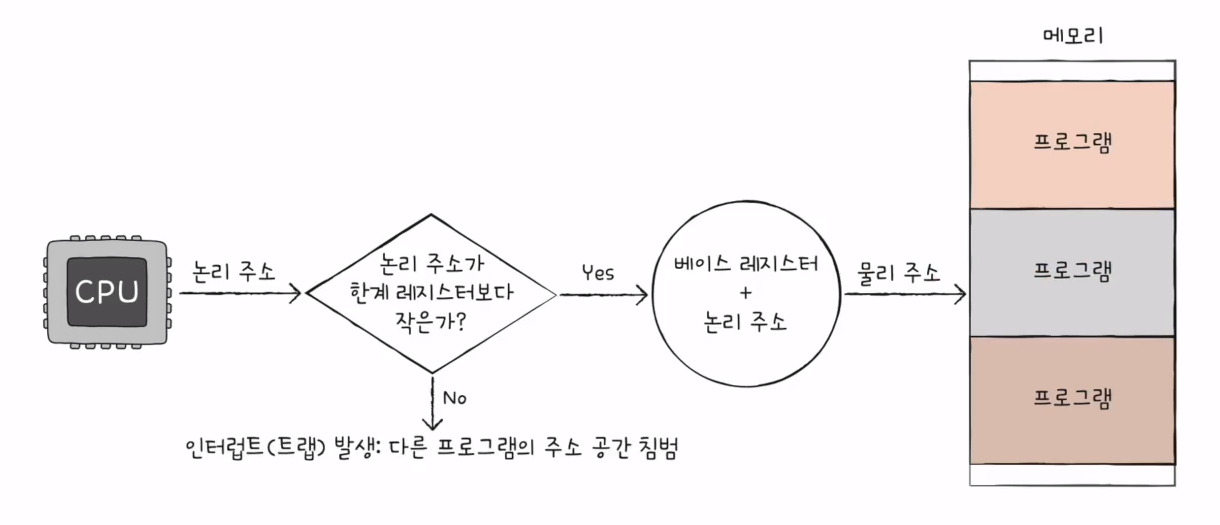 메모리
프로그램
프로그램
프로그램
CPU
논리 주소
논리 주소가
한계 레지스터보다
작은가?
Yes
베이스 레지스터
+
논리 주소
물리 주소
No
인터럽트(트랩) 발생: 다른 프로그램의 주소 공간 침범